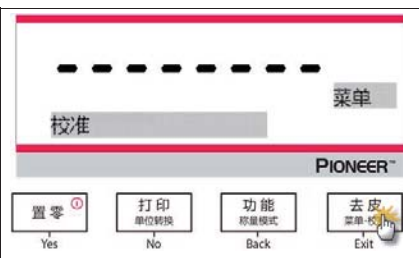 --------
菜单
校准
PIONEER™
置零
打印
单位转换
功能
称量模式
去皮
菜单-校
Yes
No
Back
Exit